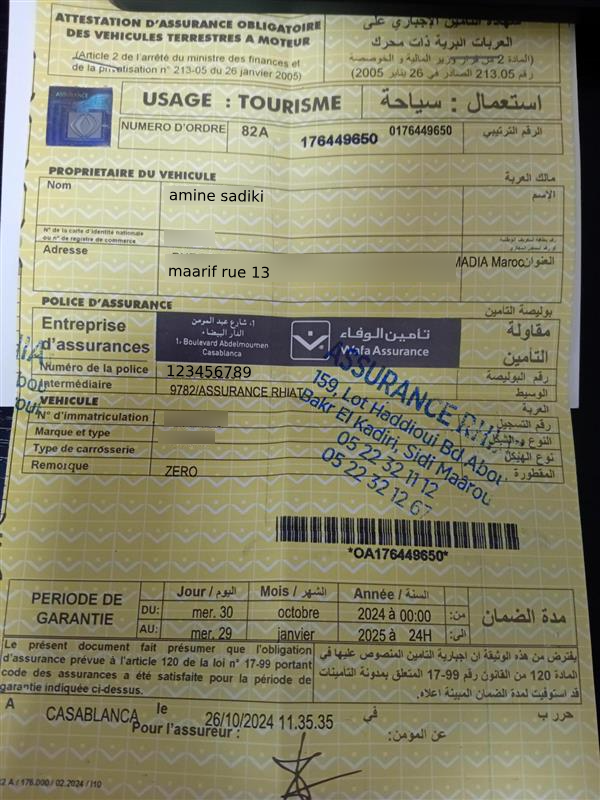 ATTESTATION D'ASSURANCE OBLIGATOIRE
DES VEHICULES TERRESTRES A MOTEUR
(Article 2 de l'arrêté du ministre des finances et
de la privatisation n° 213-05 du 26 janvier 2005)
شهادة التأمين الإجباري على
العربات البرية ذات محرك
(المادة 2 من قرار وزير المالية و الخوصصة
رقم 213.05 الصادر في 26 يناير 2005)
ASSURANCE
USAGE : TOURISME
استعمال : سياحة
NUMERO D'ORDRE 82A 176449650 0176449650 الرقم الترتيبي
PROPRIETAIRE DU VEHICULE مالك العربة
Nom amine sadiki الإسم
N° de la carte d'identité nationale
ou n° de registre de commerce
Adresse maarif rue 13 MADIA Maroc العنوان
POLICE D'ASSURANCE بوليصة التأمين
Entreprise
d'assurances
1، شارع عبد المومن
الدار البيضاء
1، Boulevard Abdelmoumen
Casablanca
تأمين الوفاء
Wafa Assurance
مقاولة
التأمين
Numéro de la police 123456789 رقم البوليصة
Intermédiaire 9782/ASSURANCE RHIAT الوسيط
VEHICULE العربة
N° d'immatriculation رقم التسجيل
Marque et type
Type de carrosserie نوع الهيكل
Remorque ZERO المقطورة
ASSURANCE
159, Lot Haddioui Bd Abou
Bakr El Kadiri, Sidi Maârou
05 22 32 11 12
05 22 32 12 67
*OA176449650*
PERIODE DE
GARANTIE
Jour / اليوم Mois / الشهر Année / السنة
DU: mer. 30 octobre 2024 à 00:00 من:
AU: mer. 29 janvier 2025 à 24H الى:
مدة الضمان
Le présent document fait présumer que l'obligation
d'assurance prévue à l'article 120 de la loi n° 17-99 portant
code des assurances a été satisfaite pour la période de
garantie indiquée ci-dessus.
يفترض من هذه الوثيقة ان اجبارية التامين المنصوص عليها في
المادة 120 من القانون رقم 99-17 المتعلق بمدونة التأمينات
قد استوفيت لمدة الضمان المبينة اعلاه.
A CASABLANCA le 26/10/2024 11.35.35 في حرر ب
Pour l'assureur : عن المؤمن:
2 A / 176.000 / 02.2024 / I10